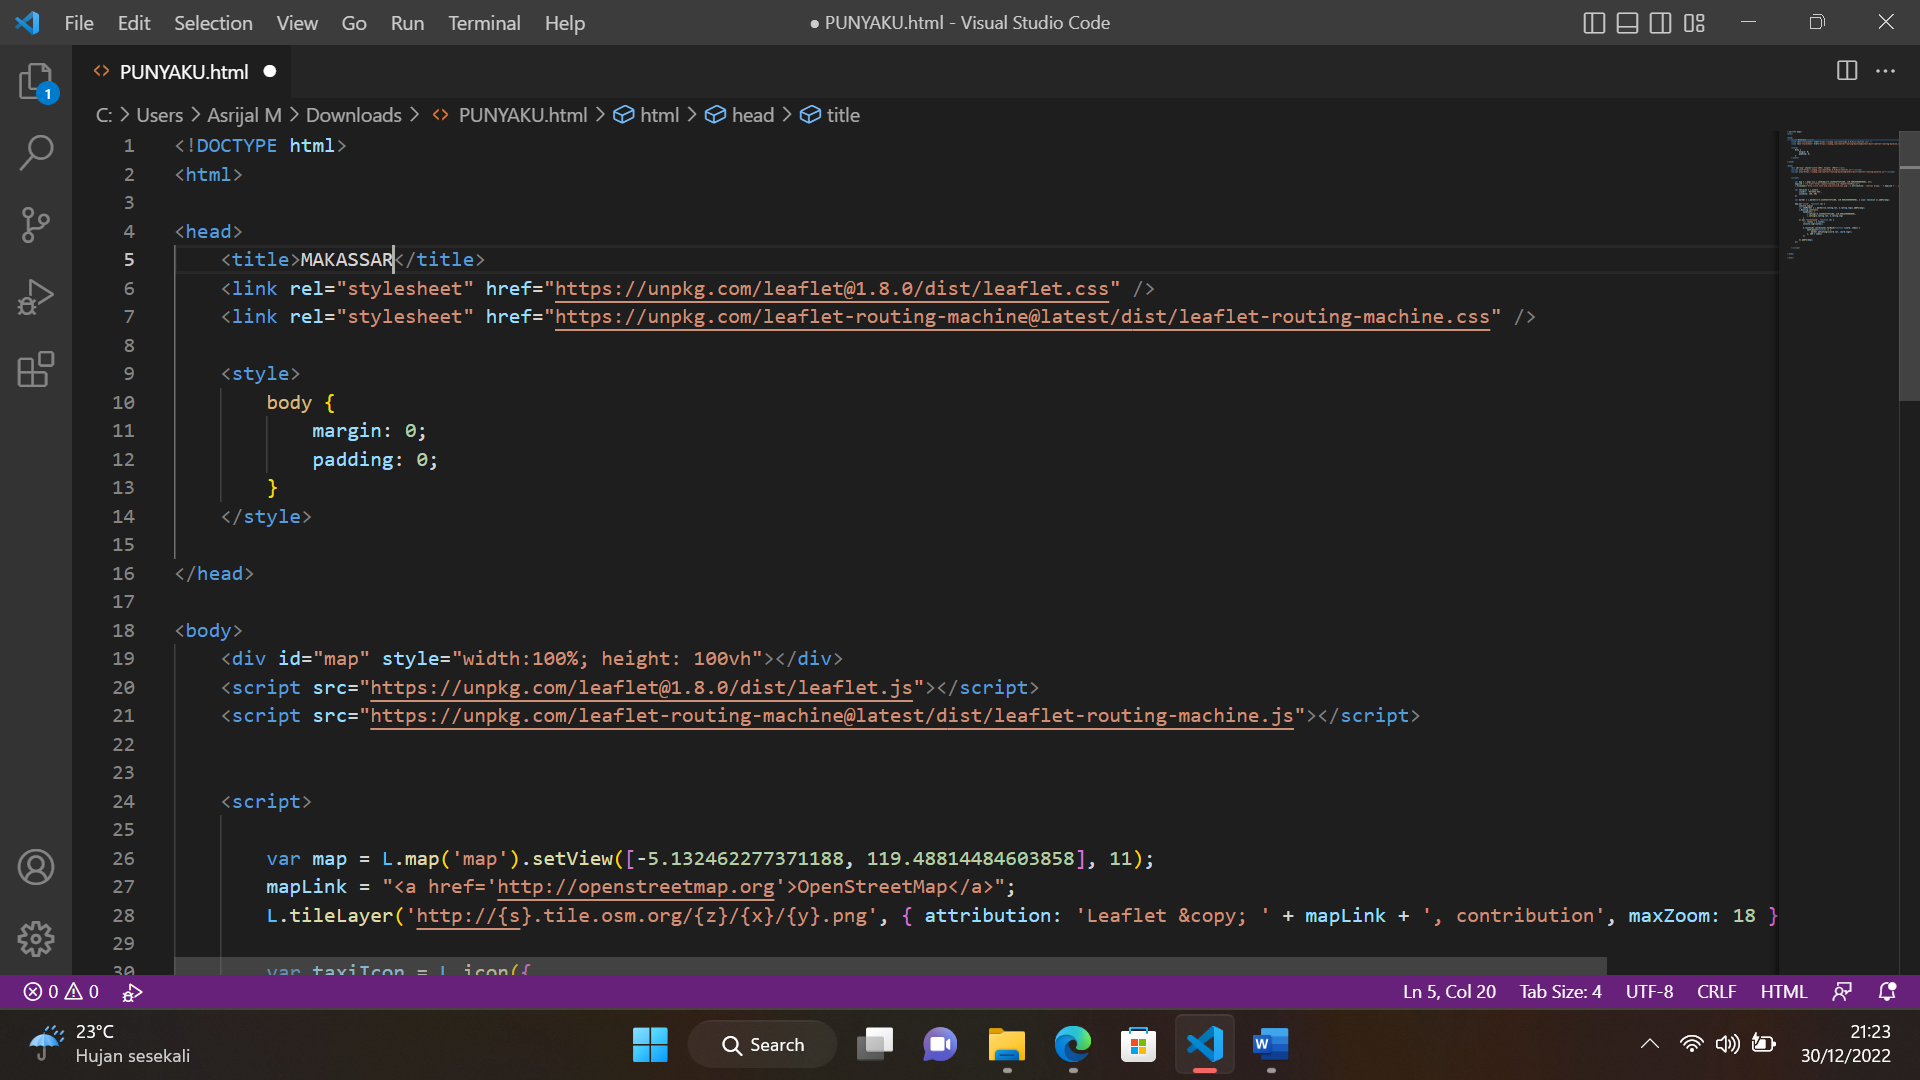 File Edit Selection View Go Run Terminal Help
● PUNYAKU.html - Visual Studio Code
PUNYAKU.html
C: > Users > Asrijal M > Downloads > PUNYAKU.html > html > head > title
1 <!DOCTYPE html>
2 <html>
3
4 <head>
5 <title>MAKASSAR</title>
6 <link rel="stylesheet" href="https://unpkg.com/leaflet@1.8.0/dist/leaflet.css" />
7 <link rel="stylesheet" href="https://unpkg.com/leaflet-routing-machine@latest/dist/leaflet-routing-machine.css" />
8
9 <style>
10 body {
11 margin: 0;
12 padding: 0;
13 }
14 </style>
15
16 </head>
17
18 <body>
19 <div id="map" style="width:100%; height: 100vh"></div>
20 <script src="https://unpkg.com/leaflet@1.8.0/dist/leaflet.js"></script>
21 <script src="https://unpkg.com/leaflet-routing-machine@latest/dist/leaflet-routing-machine.js"></script>
22
23
24 <script>
25
26 var map = L.map('map').setView([-5.132462277371188, 119.48814484603858], 11);
27 mapLink = "<a href='http://openstreetmap.org'>OpenStreetMap</a>";
28 L.tileLayer('http://{s}.tile.osm.org/{z}/{x}/{y}.png', { attribution: 'Leaflet &copy; ' + mapLink + ', contribution', maxZoom: 18 }
29
30 var taxiIcon = L.icon({
1
0 0
Ln 5, Col 20 Tab Size: 4 UTF-8 CRLF HTML
23°C
Hujan sesekali
Search
21:23
30/12/2022